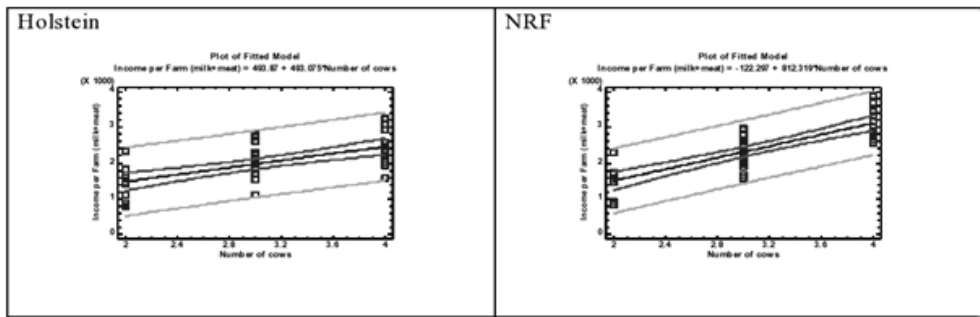 Holstein
Plot of Fitted Model
Income per Farm (milk+meat) = 493.87 + 493.075*Number of cows
(X 1000)
4
3
2
1
0
Income per Farm (milk+meat)
2 2.4 2.8 3.2 3.6 4
Number of cows
NRF
Plot of Fitted Model
Income per Farm (milk+meat) = -122.297 + 812.319*Number of cows
(X 1000)
4
3
2
1
0
Income per Farm (milk+meat)
2 2.4 2.8 3.2 3.6 4
Number of cows